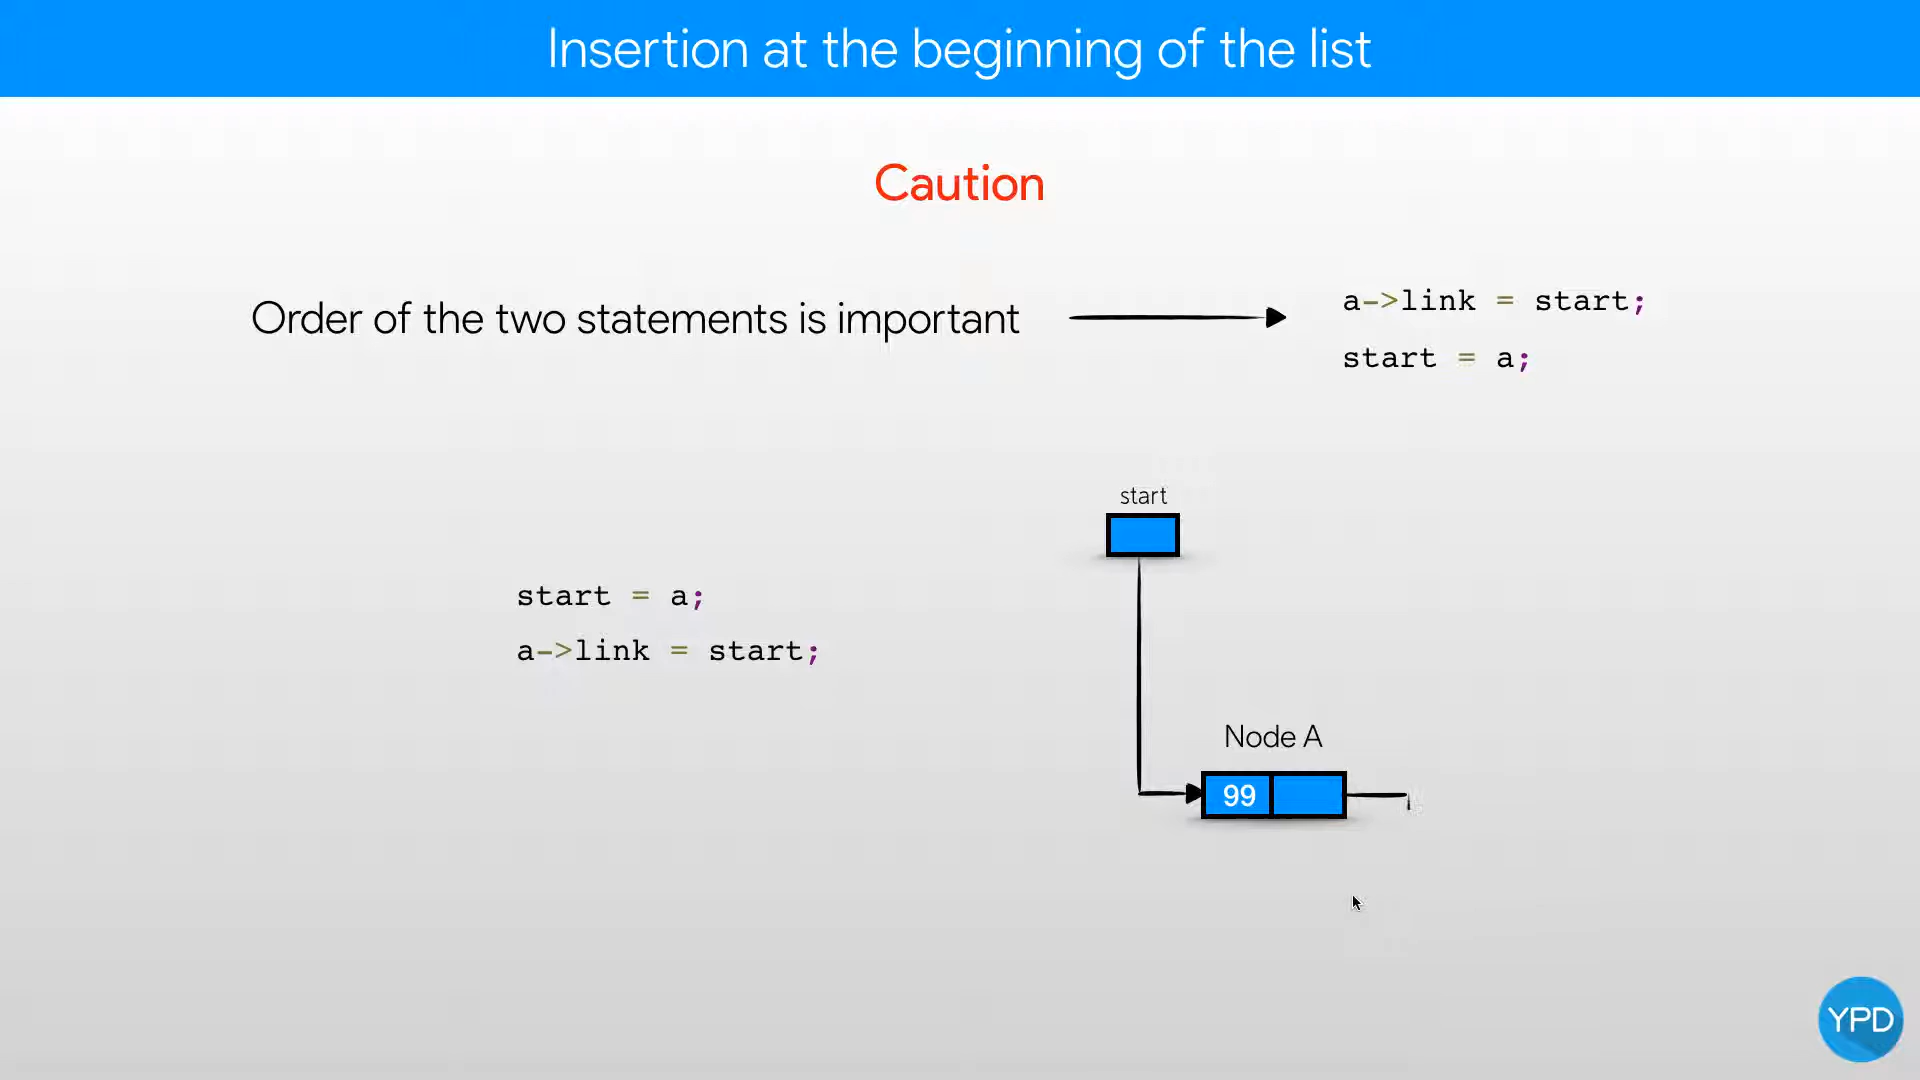 Insertion at the beginning of the list
Caution
Order of the two statements is important
a->link = start;
start = a;
start
start = a;
a->link = start;
Node A
99
YPD